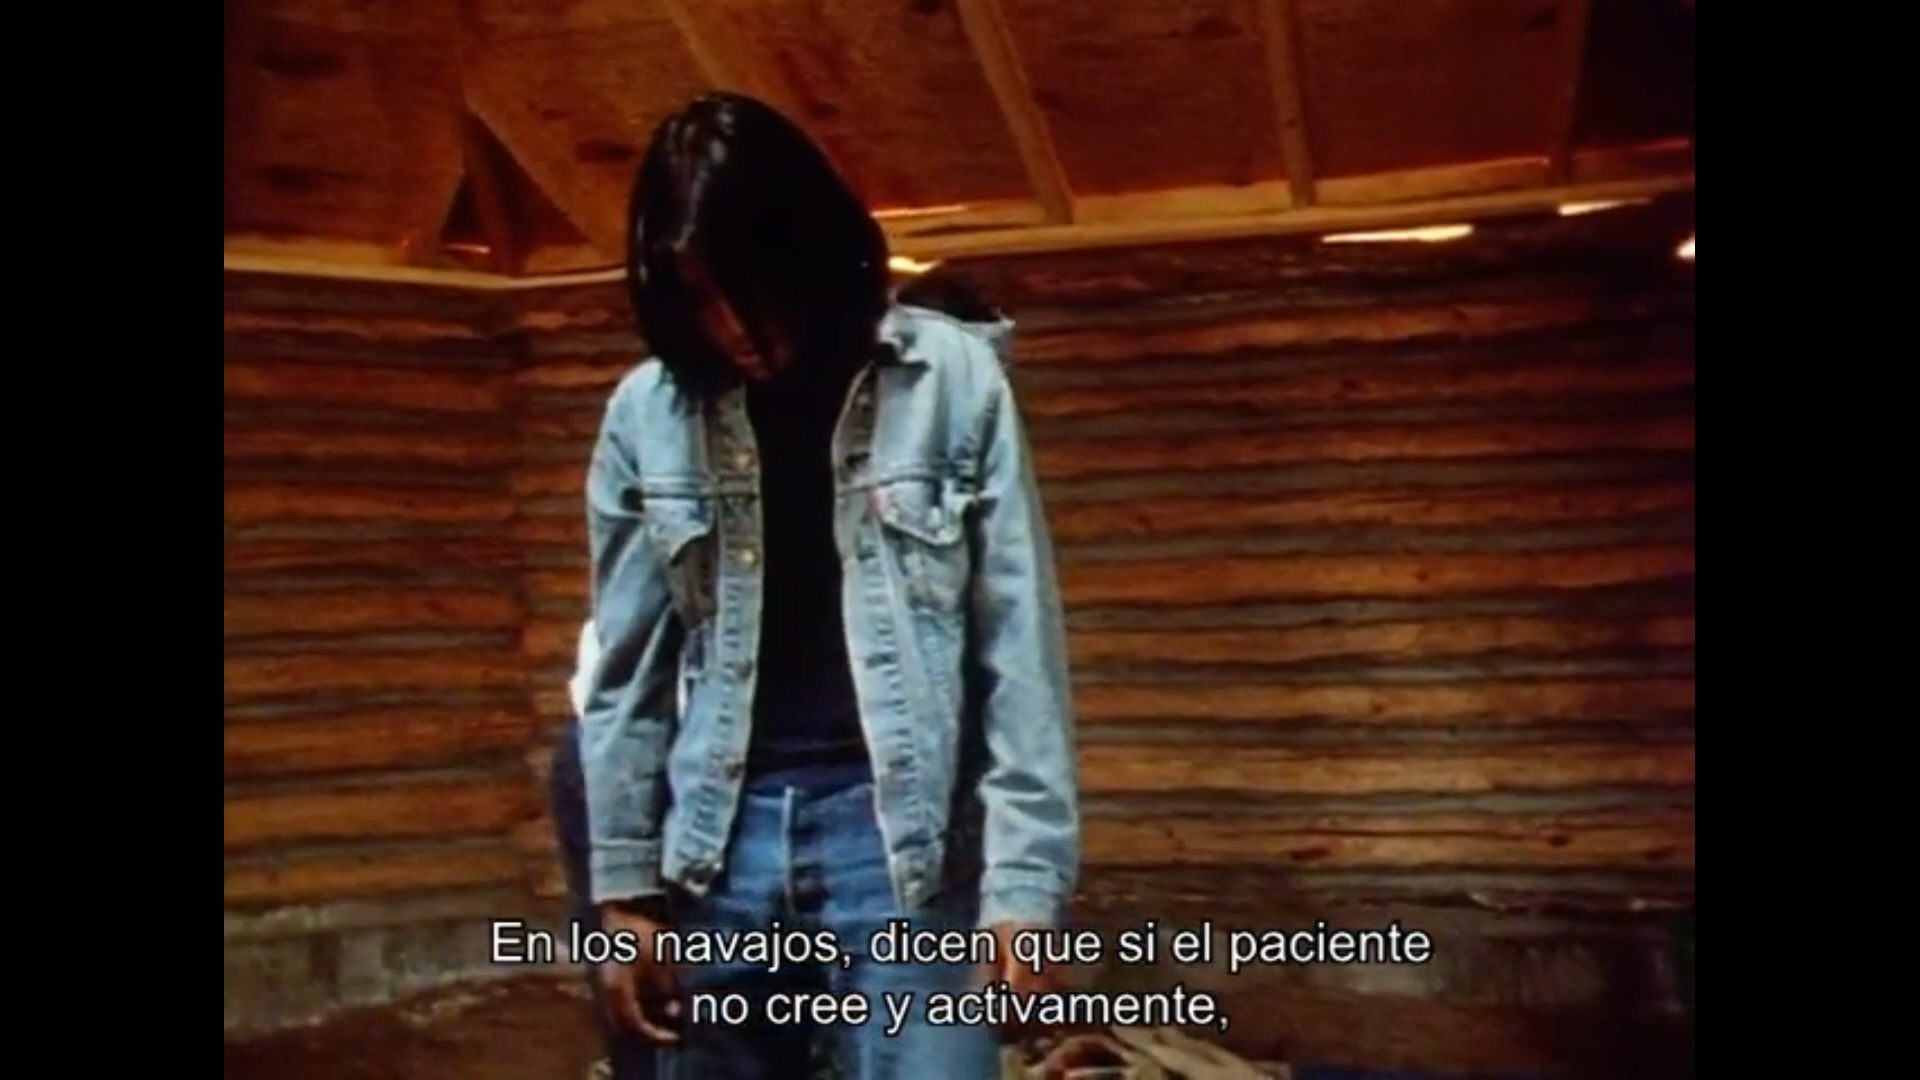 En los navajos, dicen que si el paciente
no cree y activamente,